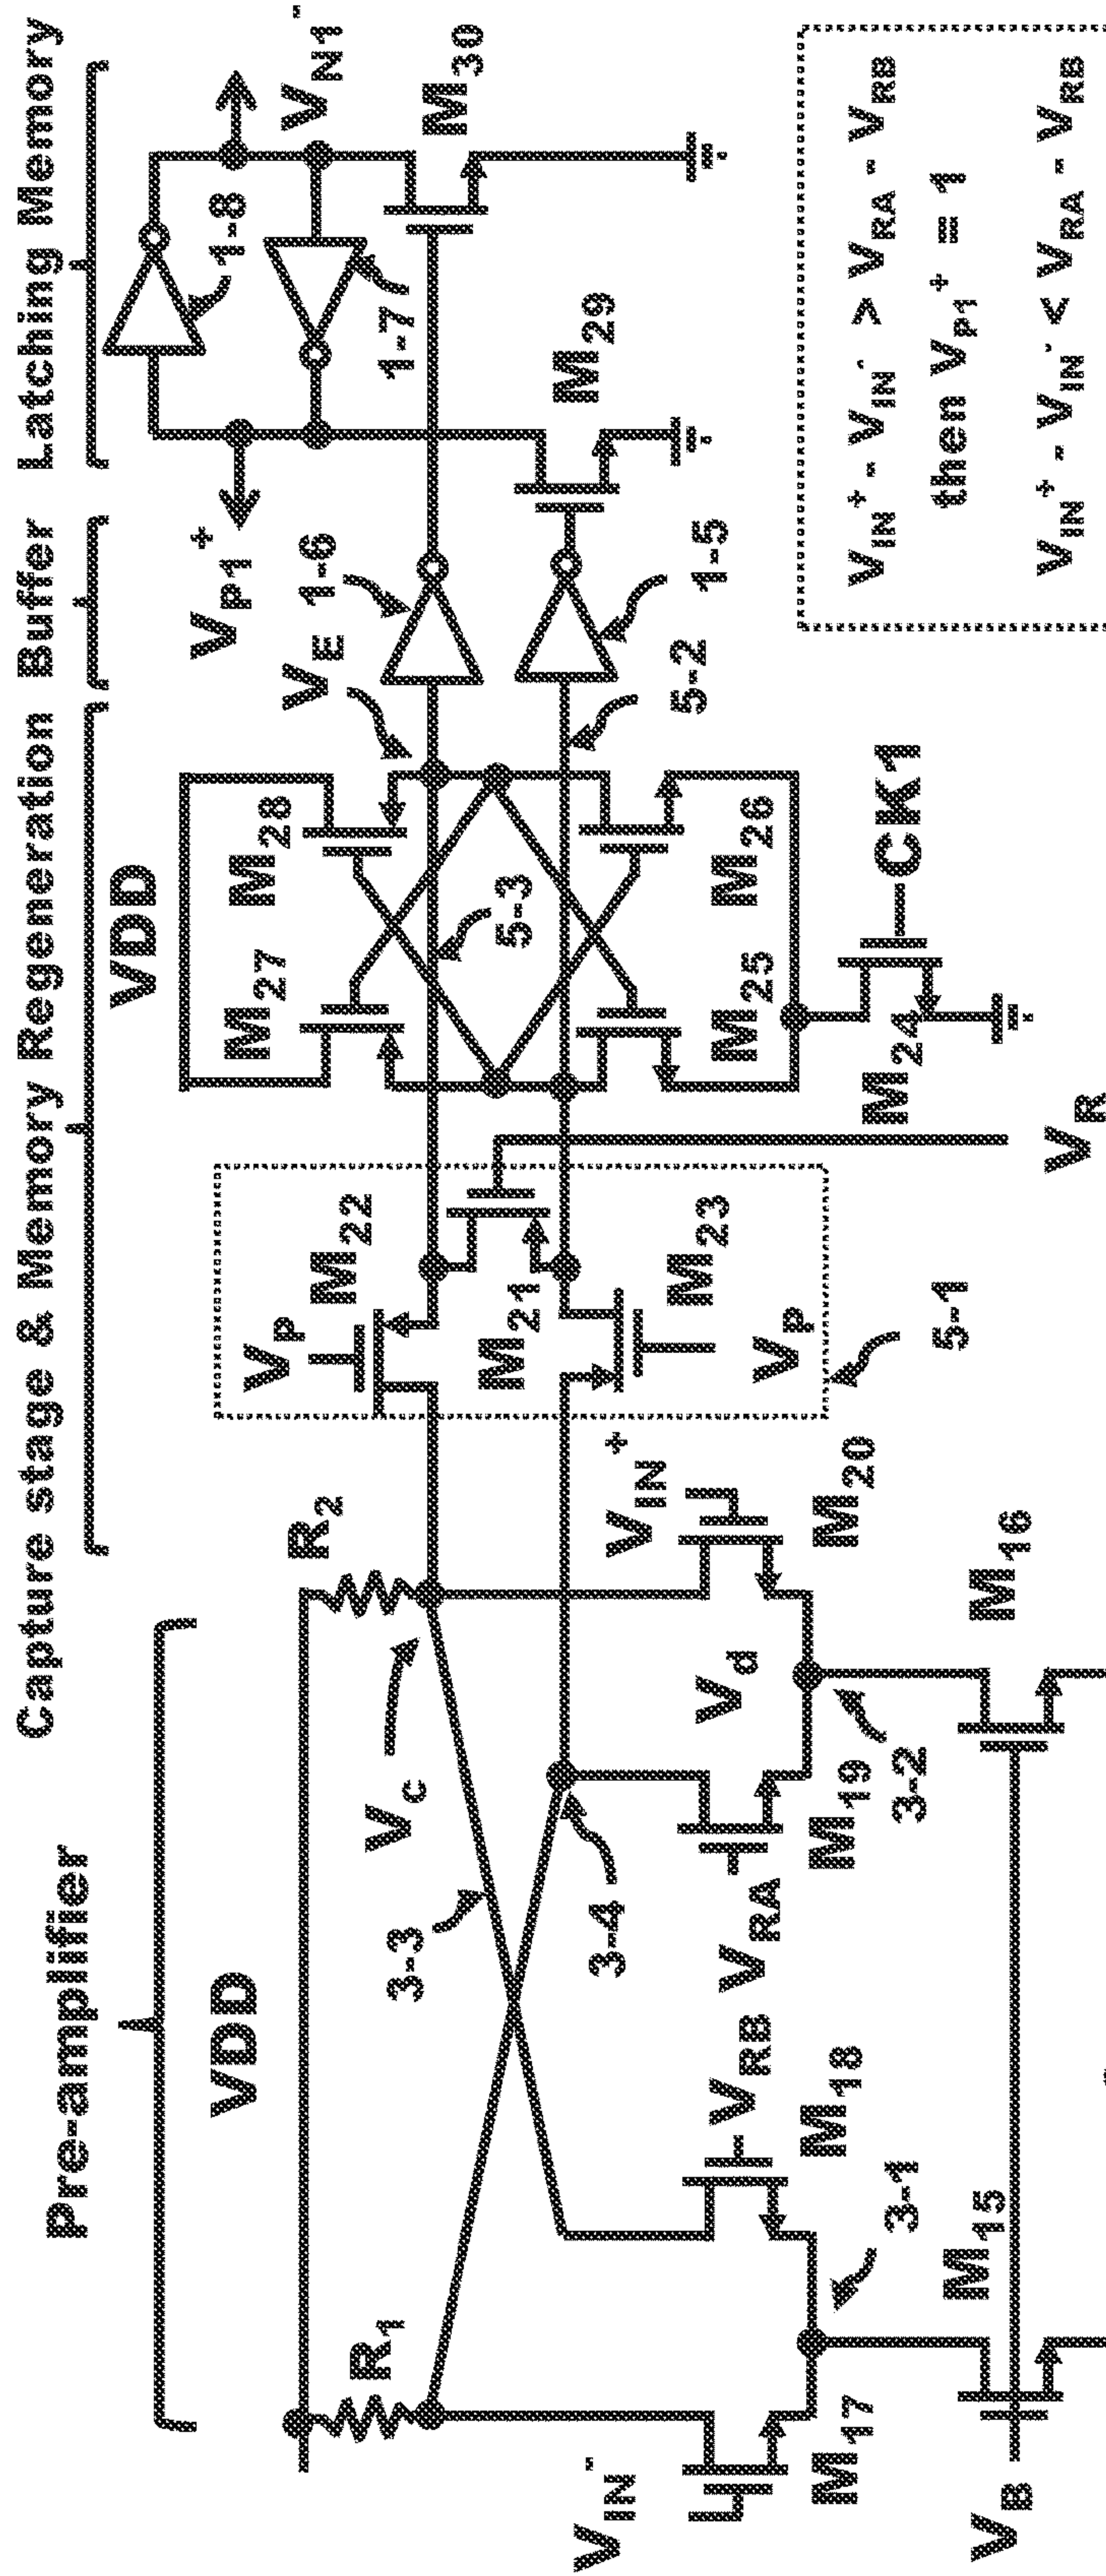 Pre-amplifier
Capture stage & Memory Regeneration
Buffer
Latching Memory
VDD
VDD
R1
R2
VC
3-3
3-4
VIN-
M17
VRB
M18
VRA
M19
Vd
VIN+
M20
3-1
3-2
VB
M15
M16
VP
M22
M21
M23
VP
5-1
VR
M27
M28
5-3
M25
M26
M24
CK1
VE
1-6
5-2
1-5
VP1+
1-8
1-7
VN1-
M29
M30
VIN+ - VIN- > VRA - VRB
then VP1+ = 1
VIN+ - VIN- < VRA - VRB